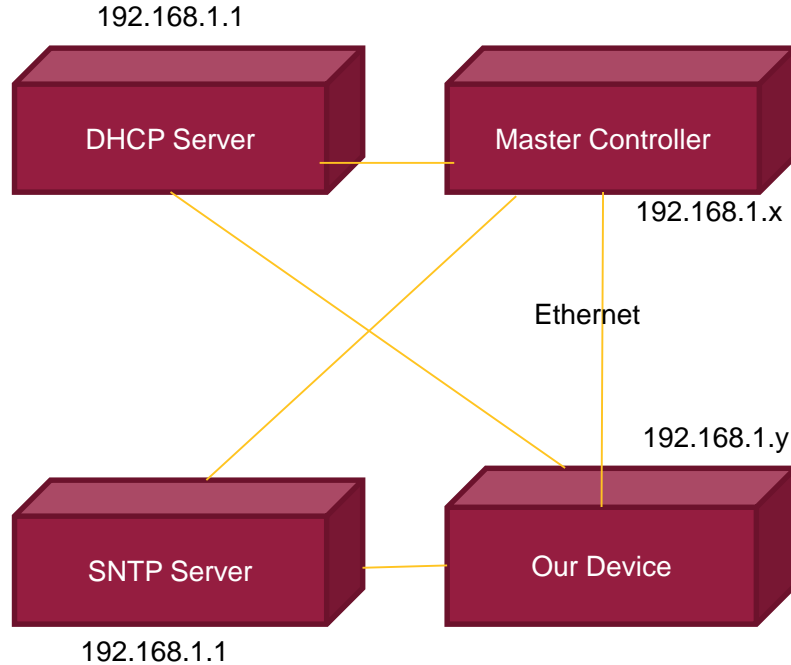 192.168.1.1
DHCP Server
Master Controller
192.168.1.x
Ethernet
192.168.1.y
SNTP Server
Our Device
192.168.1.1